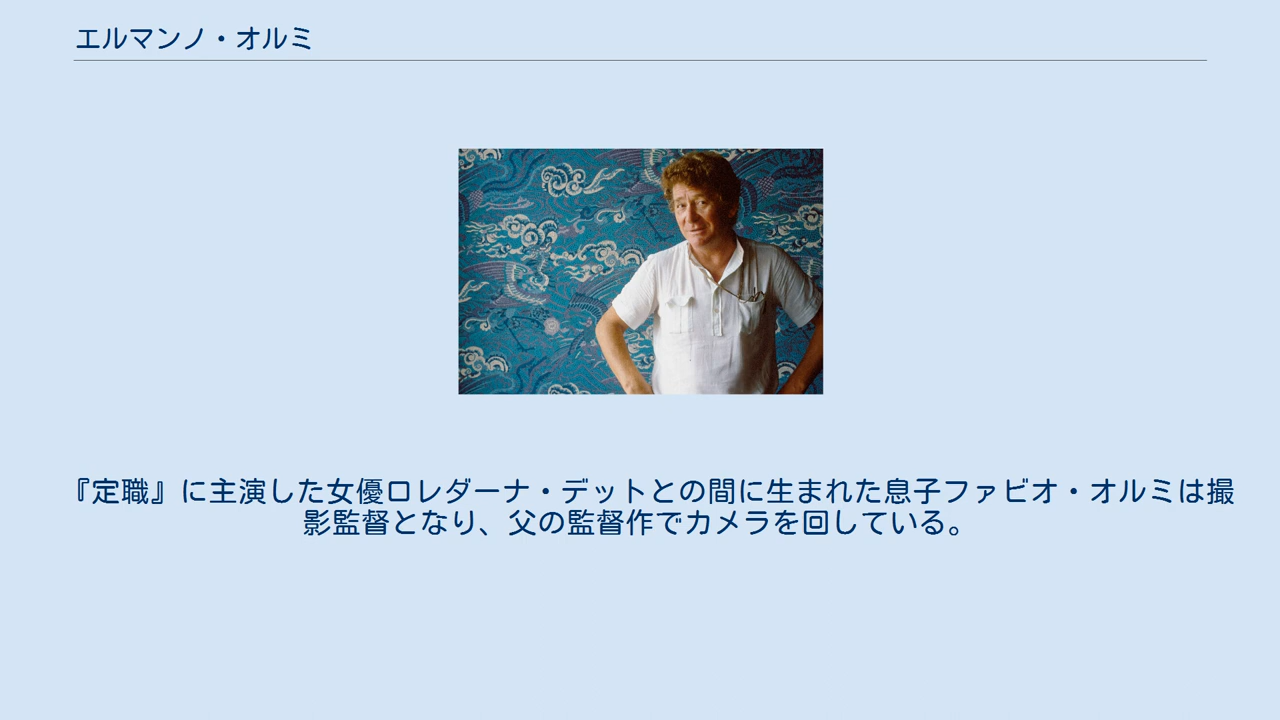 エルマンノ・オルミ
『定職』に主演した女優ロレダーナ・デットとの間に生まれた息子ファビオ・オルミは撮
影監督となり、父の監督作でカメラを回している。